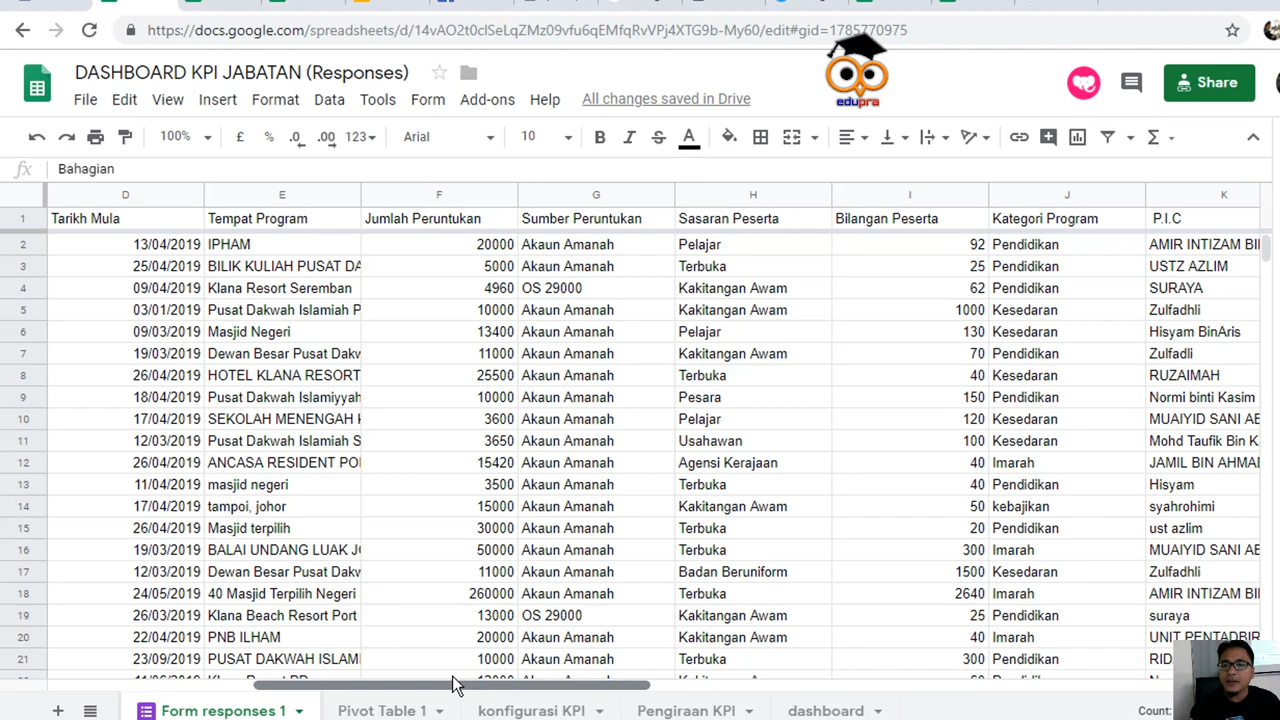 https://docs.google.com/spreadsheets/d/14vAO2t0clSeLqZMz09vfu6qEMfqRvVPj4XTG9b-My60/edit#gid=1785770975
DASHBOARD KPI JABATAN (Responses)
edupra
Share
File Edit View Insert Format Data Tools Form Add-ons Help All changes saved in Drive
100% £ % .0 .00 123 Arial 10 B I S A
fx Bahagian
D E F G H I J K
1 Tarikh Mula Tempat Program Jumlah Peruntukan Sumber Peruntukan Sasaran Peserta Bilangan Peserta Kategori Program P.I.C
2 13/04/2019 IPHAM 20000 Akaun Amanah Pelajar 92 Pendidikan AMIR INTIZAM BI
3 25/04/2019 BILIK KULIAH PUSAT DA 5000 Akaun Amanah Terbuka 25 Pendidikan USTZ AZLIM
4 09/04/2019 Klana Resort Seremban 4960 OS 29000 Kakitangan Awam 62 Pendidikan SURAYA
5 03/01/2019 Pusat Dakwah Islamiah P 10000 Akaun Amanah Kakitangan Awam 1000 Kesedaran Zulfadhli
6 09/03/2019 Masjid Negeri 13400 Akaun Amanah Pelajar 130 Pendidikan Hisyam BinAris
7 19/03/2019 Dewan Besar Pusat Dakw 11000 Akaun Amanah Kakitangan Awam 70 Pendidikan Zulfadli
8 26/04/2019 HOTEL KLANA RESORT 25500 Akaun Amanah Terbuka 40 Kesedaran RUZAIMAH
9 18/04/2019 Pusat Dakwah Islamiyyah 10000 Akaun Amanah Pesara 150 Pendidikan Normi binti Kasim
10 17/04/2019 SEKOLAH MENENGAH 3600 Akaun Amanah Pelajar 120 Kesedaran MUAIYID SANI AB
11 12/03/2019 Pusat Dakwah Islamiah S 3650 Akaun Amanah Usahawan 100 Kesedaran Mohd Taufik Bin K
12 26/04/2019 ANCASA RESIDENT PO 15420 Akaun Amanah Agensi Kerajaan 40 Imarah JAMIL BIN AHMAD
13 11/04/2019 masjid negeri 3500 Akaun Amanah Terbuka 40 Pendidikan Hisyam
14 17/04/2019 tampoi, johor 15000 Akaun Amanah Kakitangan Awam 50 kebajikan syahrohimi
15 26/04/2019 Masjid terpilih 30000 Akaun Amanah Terbuka 20 Pendidikan ust azlim
16 19/03/2019 BALAI UNDANG LUAK JO 50000 Akaun Amanah Terbuka 300 Imarah MUAIYID SANI AB
17 12/03/2019 Dewan Besar Pusat Dakw 11000 Akaun Amanah Badan Beruniform 1500 Kesedaran Zulfadhli
18 24/05/2019 40 Masjid Terpilih Negeri 260000 Akaun Amanah Terbuka 2640 Imarah AMIR INTIZAM BI
19 26/03/2019 Klana Beach Resort Port 13000 OS 29000 Kakitangan Awam 25 Pendidikan suraya
20 22/04/2019 PNB ILHAM 20000 Akaun Amanah Kakitangan Awam 40 Imarah UNIT PENTADBIR
21 23/09/2019 PUSAT DAKWAH ISLAMI 10000 Akaun Amanah Terbuka 300 Pendidikan
Form responses 1 Pivot Table 1 konfigurasi KPI Pengiraan KPI dashboard Count: